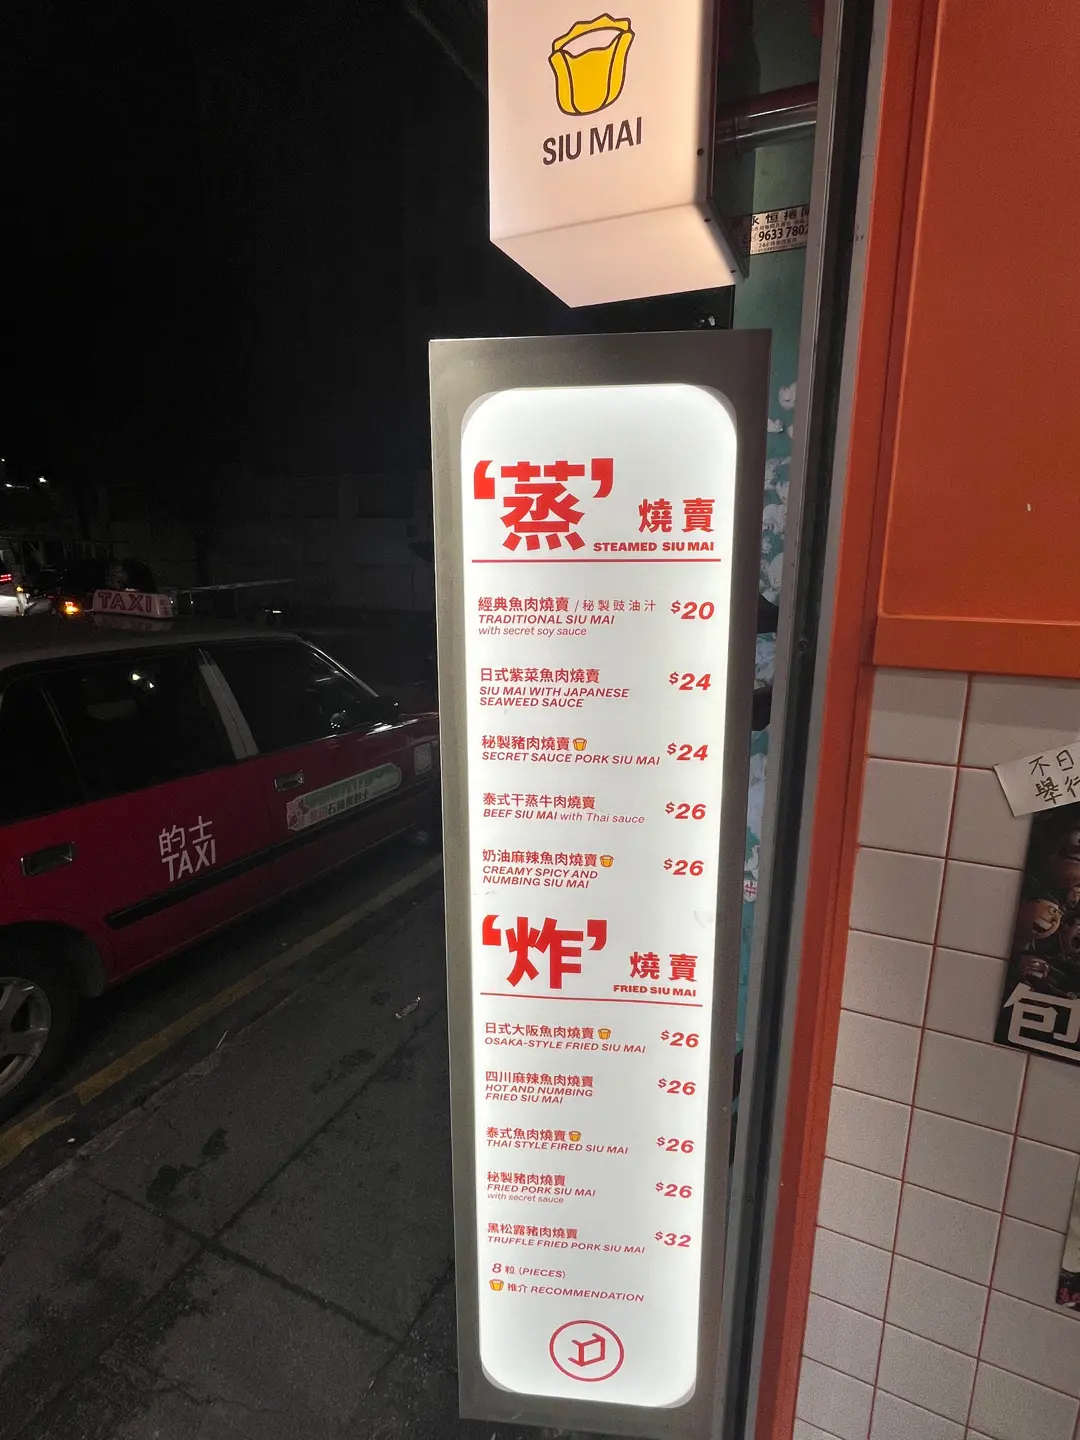 SIU MAI
永恒
9633 780
‘蒸’
燒賣
STEAMED SIU MAI
經典魚肉燒賣 / 秘製豉油汁 $20
TRADITIONAL SIU MAI
with secret soy sauce
日式紫菜魚肉燒賣 $24
SIU MAI WITH JAPANESE
SEAWEED SAUCE
秘製豬肉燒賣 $24
SECRET SAUCE PORK SIU MAI
泰式干蒸牛肉燒賣 $26
BEEF SIU MAI with Thai sauce
奶油麻辣魚肉燒賣 $26
CREAMY SPICY AND
NUMBING SIU MAI
‘炸’
燒賣
FRIED SIU MAI
日式大阪魚肉燒賣 $26
OSAKA-STYLE FRIED SIU MAI
四川麻辣魚肉燒賣 $26
HOT AND NUMBING
FRIED SIU MAI
泰式魚肉燒賣 $26
THAI STYLE FIRED SIU MAI
秘製豬肉燒賣 $26
FRIED PORK SIU MAI
with secret sauce
黑松露豬肉燒賣 $32
TRUFFLE FRIED PORK SIU MAI
8粒 (PIECES)
推介 RECOMMENDATION
TAXI
的士
TAXI
不日
舉行
包